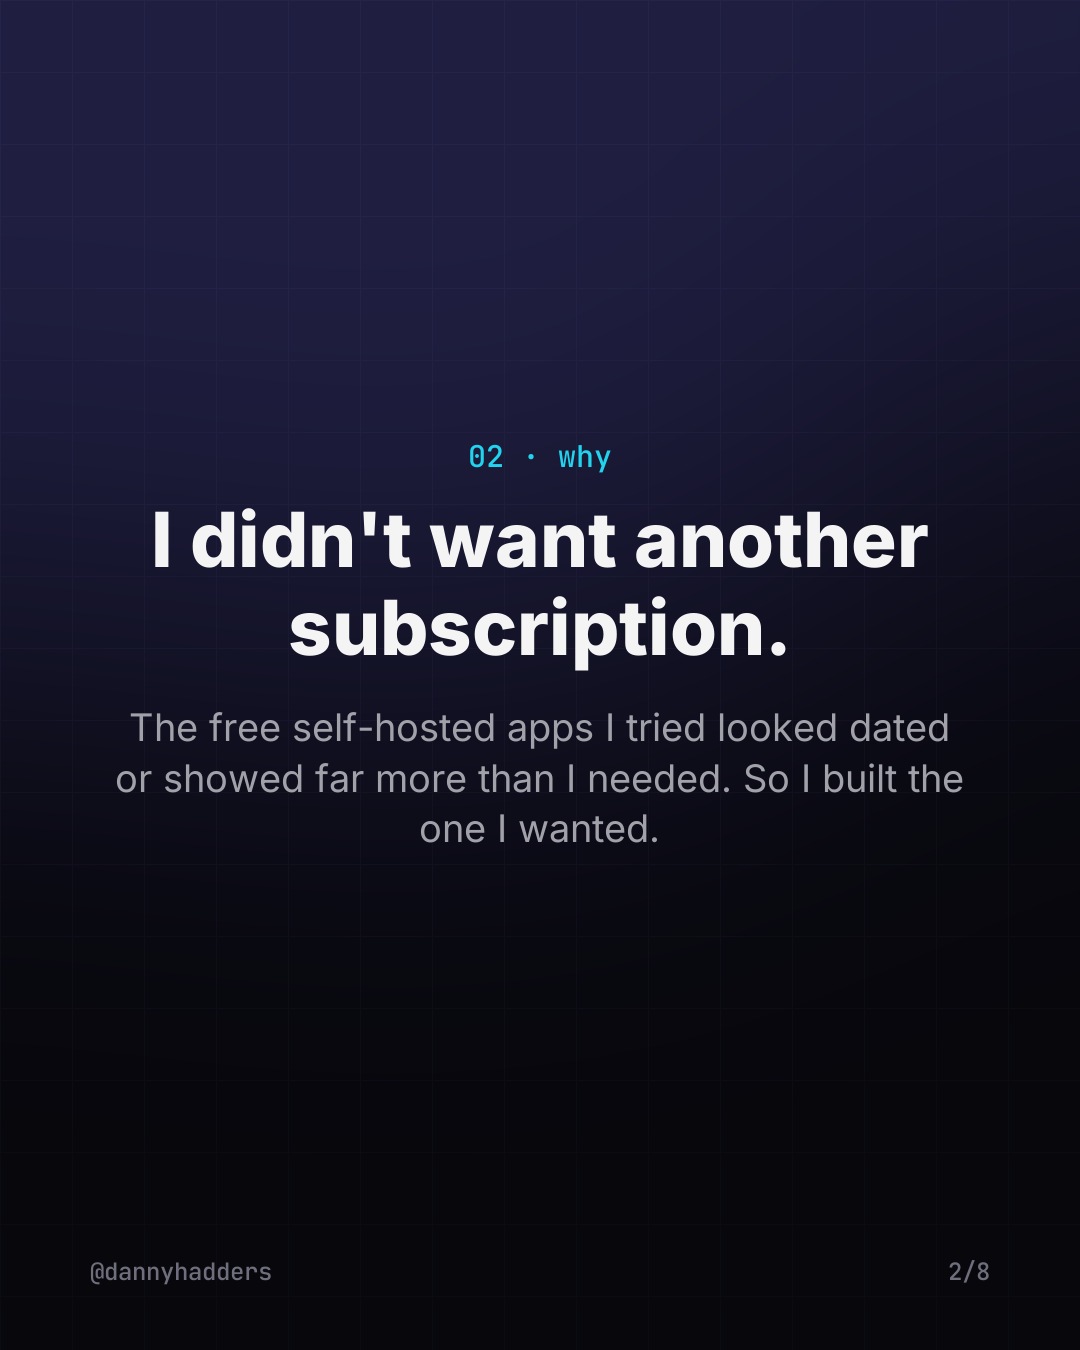 02 · why
I didn't want another
subscription.
The free self-hosted apps I tried looked dated
or showed far more than I needed. So I built the
one I wanted.
@dannyhadders
2/8